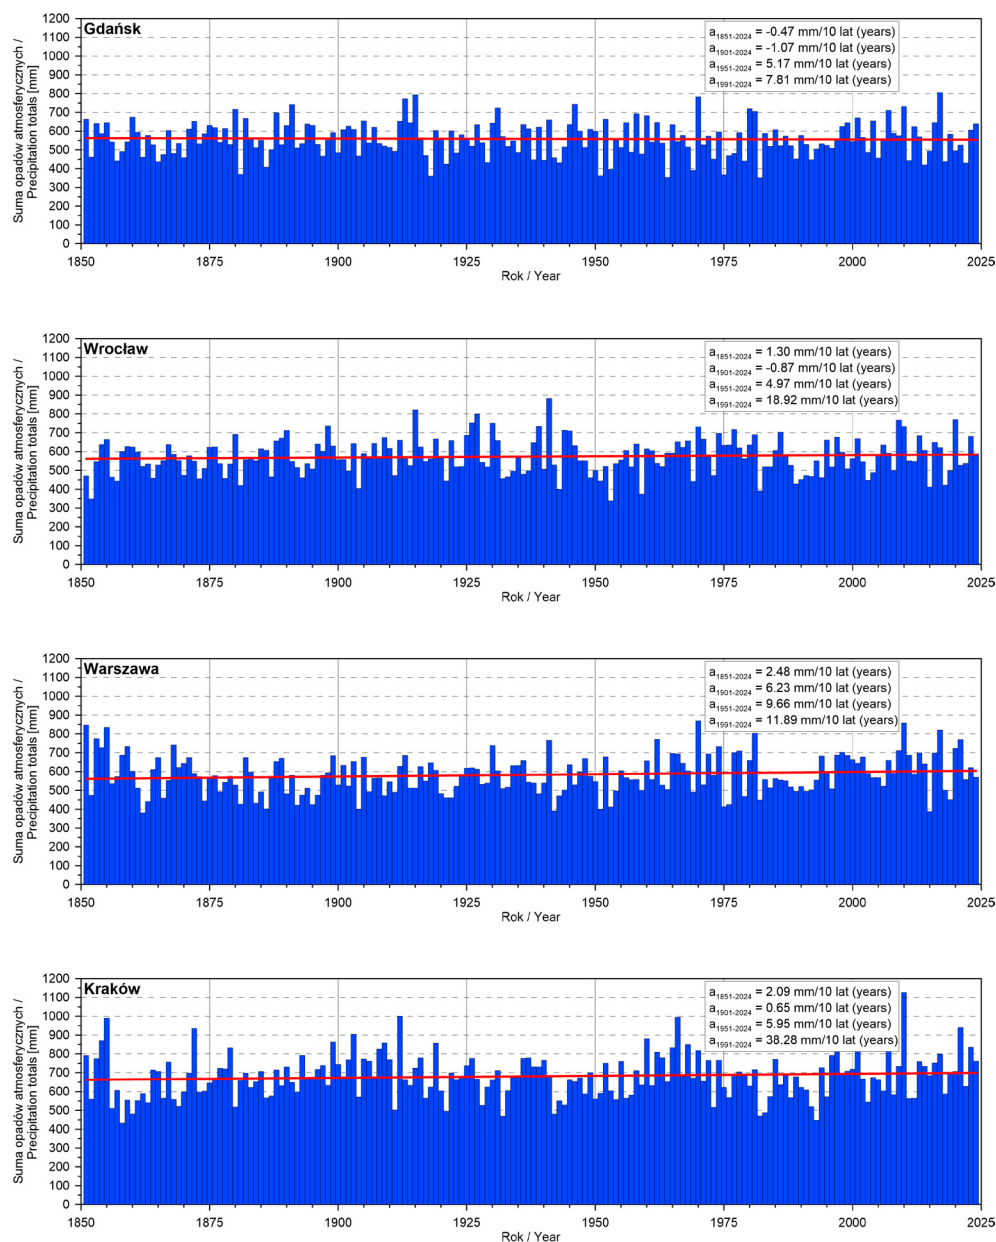 Gdańsk
a1851-2024 = -0.47 mm/10 lat (years)
a1901-2024 = -1.07 mm/10 lat (years)
a1951-2024 = 5.17 mm/10 lat (years)
a1991-2024 = 7.81 mm/10 lat (years)
Suma opadów atmosferycznych /
Precipitation totals [mm]
1200
1100
1000
900
800
700
600
500
400
300
200
100
0
1850 1875 1900 1925 1950 1975 2000 2025
Rok / Year
Wrocław
a1851-2024 = 1.30 mm/10 lat (years)
a1901-2024 = -0.87 mm/10 lat (years)
a1951-2024 = 4.97 mm/10 lat (years)
a1991-2024 = 18.92 mm/10 lat (years)
Suma opadów atmosferycznych /
Precipitation totals [mm]
1200
1100
1000
900
800
700
600
500
400
300
200
100
0
1850 1875 1900 1925 1950 1975 2000 2025
Rok / Year
Warszawa
a1851-2024 = 2.48 mm/10 lat (years)
a1901-2024 = 6.23 mm/10 lat (years)
a1951-2024 = 9.66 mm/10 lat (years)
a1991-2024 = 11.89 mm/10 lat (years)
Suma opadów atmosferycznych /
Precipitation totals [mm]
1200
1100
1000
900
800
700
600
500
400
300
200
100
0
1850 1875 1900 1925 1950 1975 2000 2025
Rok / Year
Kraków
a1851-2024 = 2.09 mm/10 lat (years)
a1901-2024 = 0.65 mm/10 lat (years)
a1951-2024 = 5.95 mm/10 lat (years)
a1991-2024 = 38.28 mm/10 lat (years)
Suma opadów atmosferycznych /
Precipitation totals [mm]
1200
1100
1000
900
800
700
600
500
400
300
200
100
0
1850 1875 1900 1925 1950 1975 2000 2025
Rok / Year